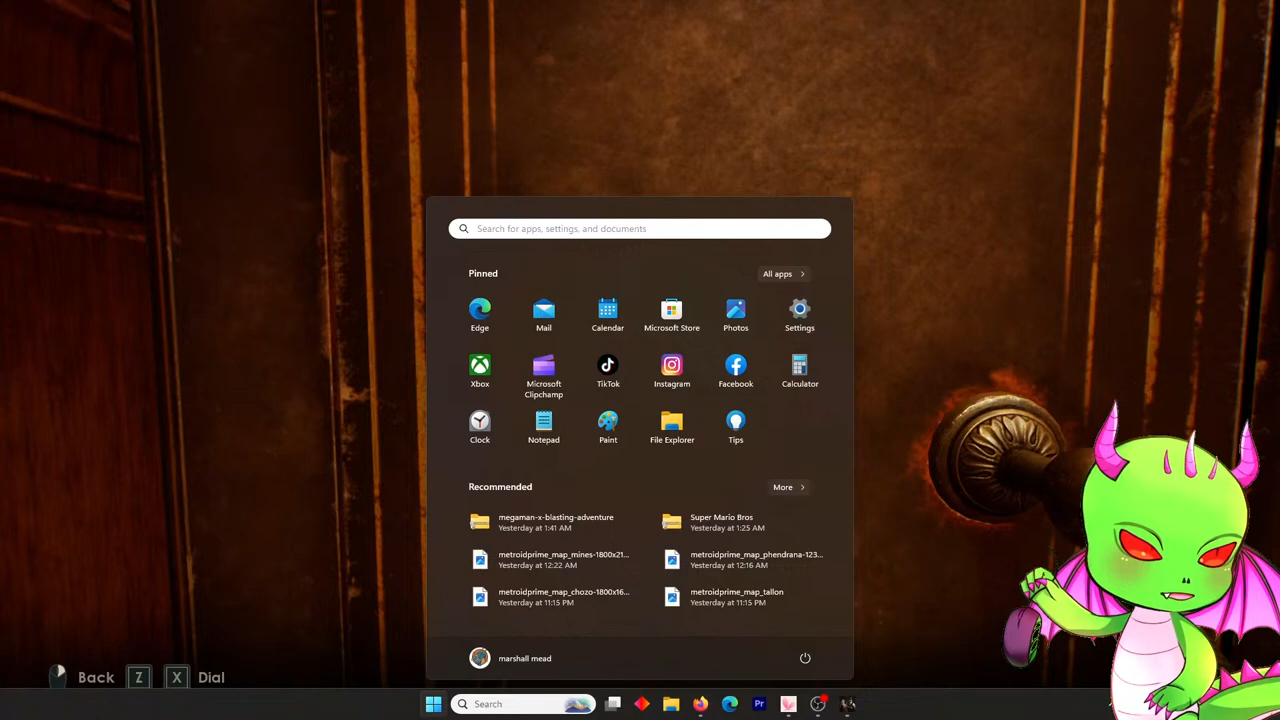 Search for apps, settings, and documents
Pinned
All apps
Edge
Mail
Calendar
Microsoft Store
Photos
Settings
Xbox
Microsoft
Clipchamp
TikTok
Instagram
Facebook
Calculator
Clock
Notepad
Paint
File Explorer
Tips
Recommended
More
megaman-x-blasting-adventure
Yesterday at 1:41 AM
Super Mario Bros
Yesterday at 1:25 AM
metroidprime_map_mines-1800x21...
Yesterday at 12:22 AM
metroidprime_map_phendrana-123...
Yesterday at 12:16 AM
metroidprime_map_chozo-1800x16...
Yesterday at 11:15 PM
metroidprime_map_tallon
Yesterday at 11:15 PM
marshall mead
Back Z X Dial
Search
Pr